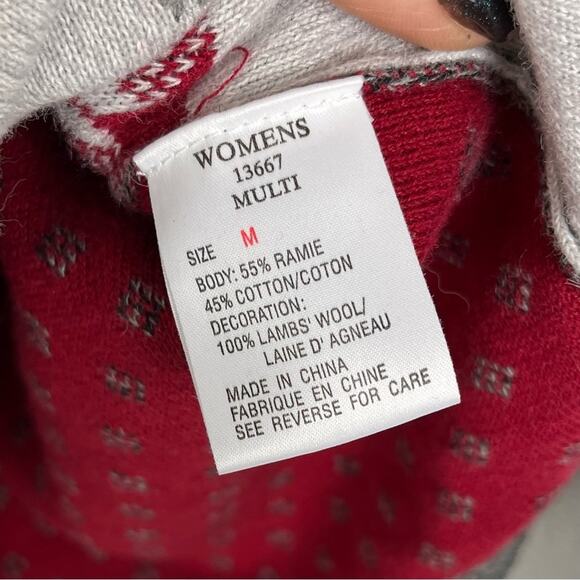 WOMENS
13667
MULTI
SIZE M
BODY: 55% RAMIE
45% COTTON/COTON
DECORATION:
100% LAMBS' WOOL/
LAINE D' AGNEAU
MADE IN CHINA
FABRIQUE EN CHINE
SEE REVERSE FOR CARE